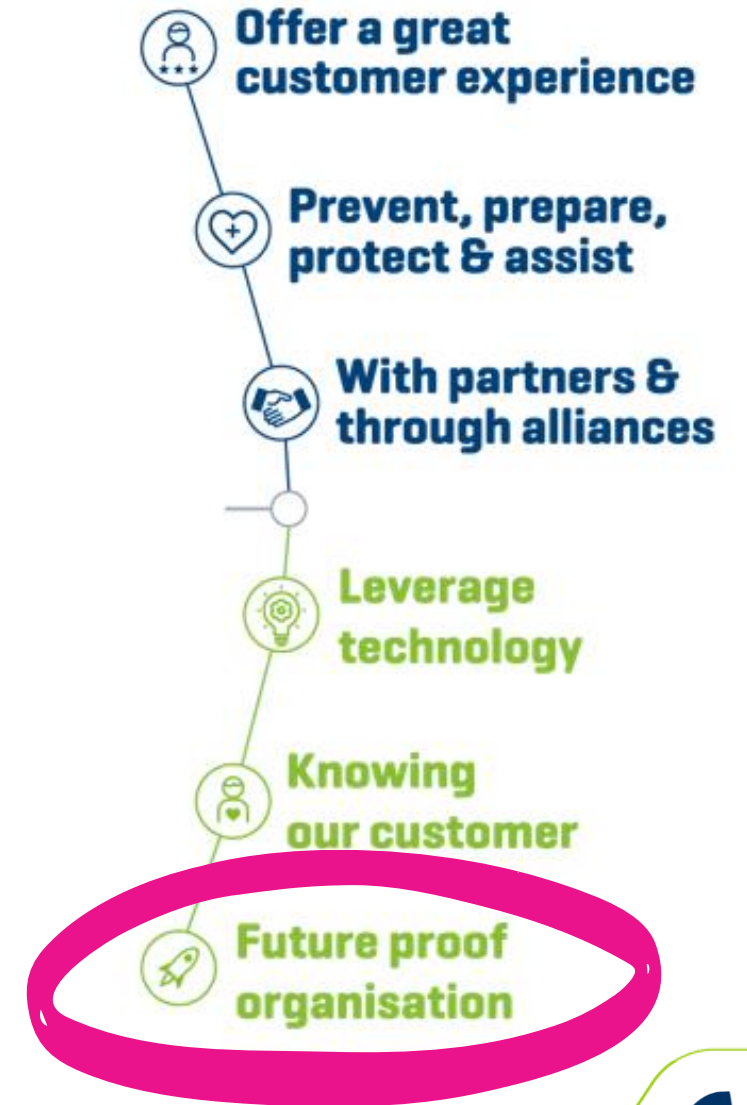 Offer a great
customer experience
Prevent, prepare,
protect & assist
With partners &
through alliances
Leverage
technology
Knowing
our customer
Future proof
organisation